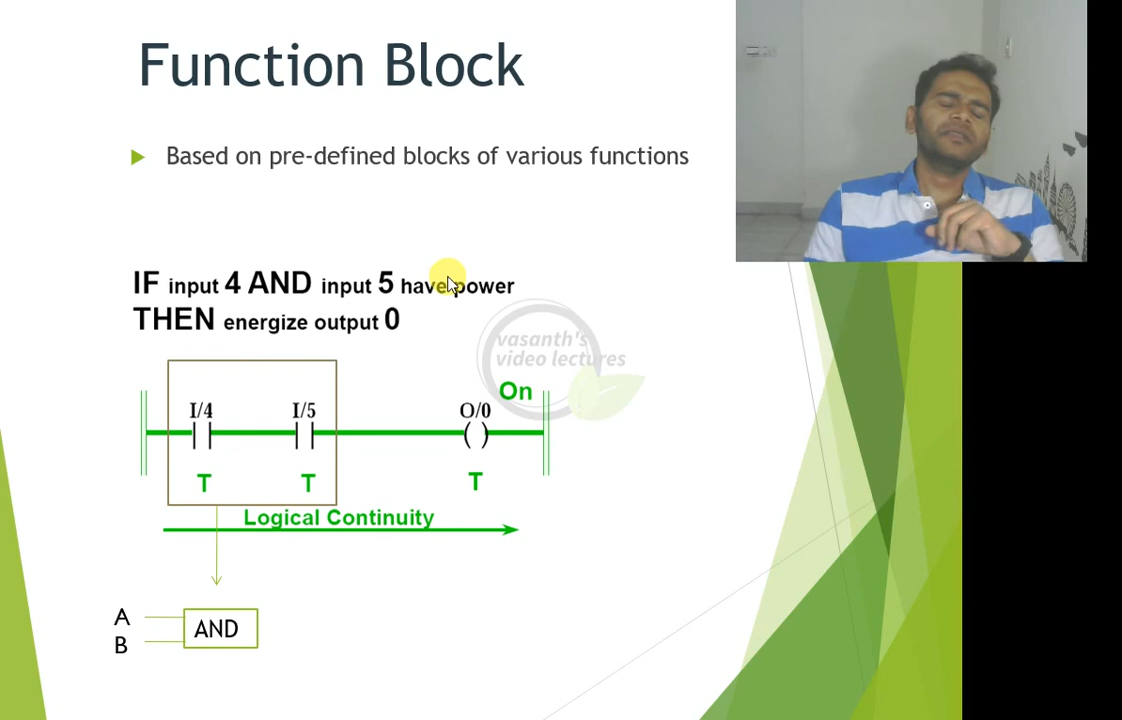 Function Block
Based on pre-defined blocks of various functions
IF input 4 AND input 5 have power
THEN energize output 0
vasanth's
video lectures
On
I/4 I/5 O/0
T T T
Logical Continuity
A
AND
B